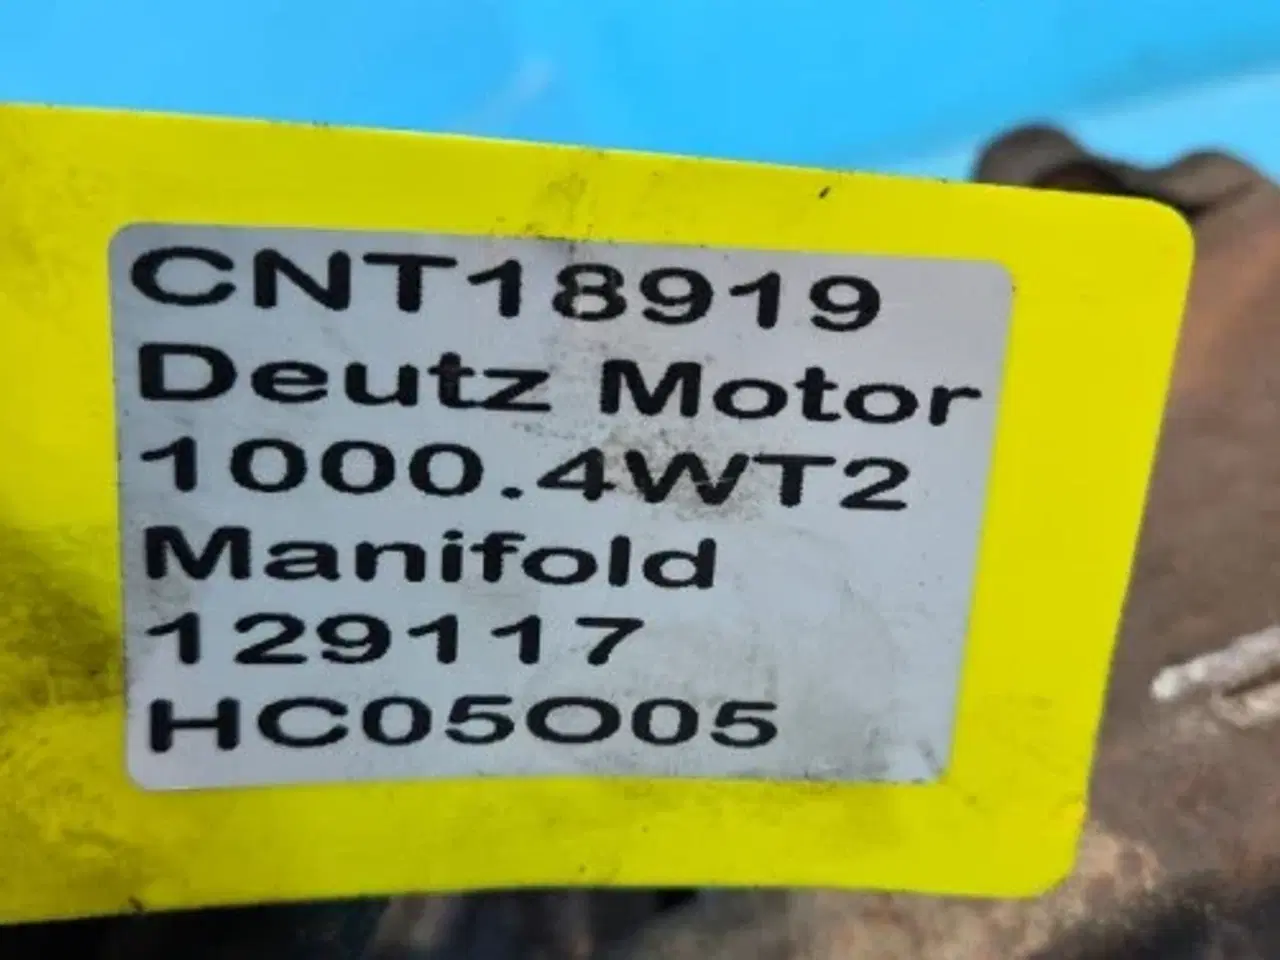 CNT18919
Deutz Motor
1000.4WT2
Manifold
129117
HC05O05